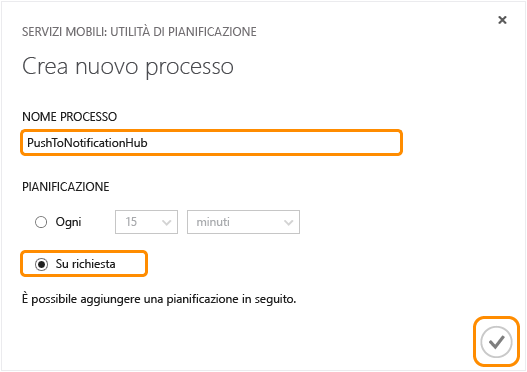 SERVIZI MOBILI: UTILITÀ DI PIANIFICAZIONE
Crea nuovo processo
NOME PROCESSO
PushToNotificationHub
PIANIFICAZIONE
Ogni 15 minuti
Su richiesta
È possibile aggiungere una pianificazione in seguito.